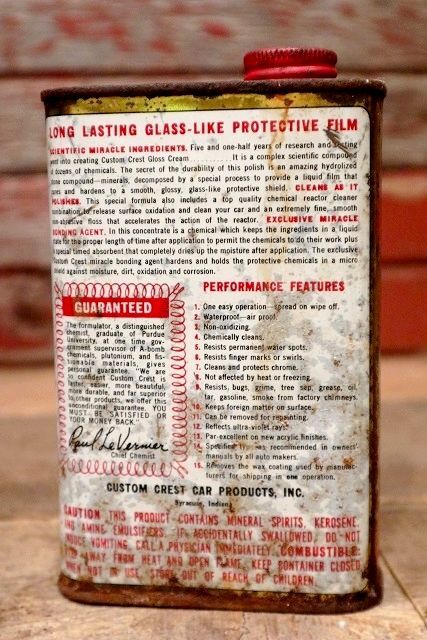 LONG LASTING GLASS-LIKE PROTECTIVE FILM
SCIENTIFIC MIRACLE INGREDIENTS. Five and one-half years of research and testing
went into creating Custom Crest Gloss Cream .......... It is a complex scientific compound
of dozens of chemicals. The secret of the durability of this polish is an amazing hydrolized
stone compound—minerals, decomposed by a special process to provide a liquid film that
cures and hardens to a smooth, glossy, glass-like protective shield. CLEANS AS IT
POLISHES. This special formula also includes a top quality chemical reactor cleaner
combination, to release surface oxidation and clean your car and an extremely fine, smooth
non-abusive floss that accelerates the action of the reactor. EXCLUSIVE MIRACLE
BONDING AGENT. In this concentrate is a chemical which keeps the ingredients in a liquid
state for the proper length of time after application to permit the chemicals to do their work plus
a special timed absorbent that completely dries up the moisture after application. The exclusive
Custom Crest miracle bonding agent hardens and holds the protective chemicals in a micro
shield against moisture, dirt, oxidation and corrosion.
GUARANTEED
The formulator, a distinguished
chemist, graduate of Purdue
University, at one time gov-
ernment supervisor of A-bomb
chemicals, plutonium, and fis-
sionable materials, gives
personal guarantee. "We are
so confident Custom Crest is
faster, easier, more beautiful,
more durable, and far superior
to other products, we offer this
unconditional guarantee. YOU
MUST BE SATISFIED OR
YOUR MONEY BACK"
Paul LeVernier
Chief Chemist
PERFORMANCE FEATURES
1. One easy operation—spread on wipe off.
2. Waterproof—air proof.
3. Non-oxidizing.
4. Chemically cleans.
5. Resists permanent water spots.
6. Resists finger marks or swirls.
7. Cleans and protects chrome.
8. Not affected by heat or freezing.
9. Resists, bugs, grime, tree sap, grease, oil,
tar, gasoline, smoke from factory chimneys.
10. Keeps foreign matter on surface.
11. Can be removed for repainting.
12. Reflects ultra-violet rays.
13. Par-excellent on new acrylic finishes.
14. Specifically as recommended in owners'
manuals by all auto makers.
15. Removes the wax coating used by manufac-
turers for shipping in one operation.
CUSTOM CREST CAR PRODUCTS, INC.
Syracuse, Indiana
CAUTION THIS PRODUCT CONTAINS MINERAL SPIRITS, KEROSENE,
AND AMINE EMULSIFIERS. IF ACCIDENTALLY SWALLOWED, DO NOT
INDUCE VOMITING, CALL A PHYSICIAN IMMEDIATELY. COMBUSTIBLE:
KEEP AWAY FROM HEAT AND OPEN FLAME, KEEP CONTAINER CLOSED
WHEN NOT IN USE. STORE OUT OF REACH OF CHILDREN.